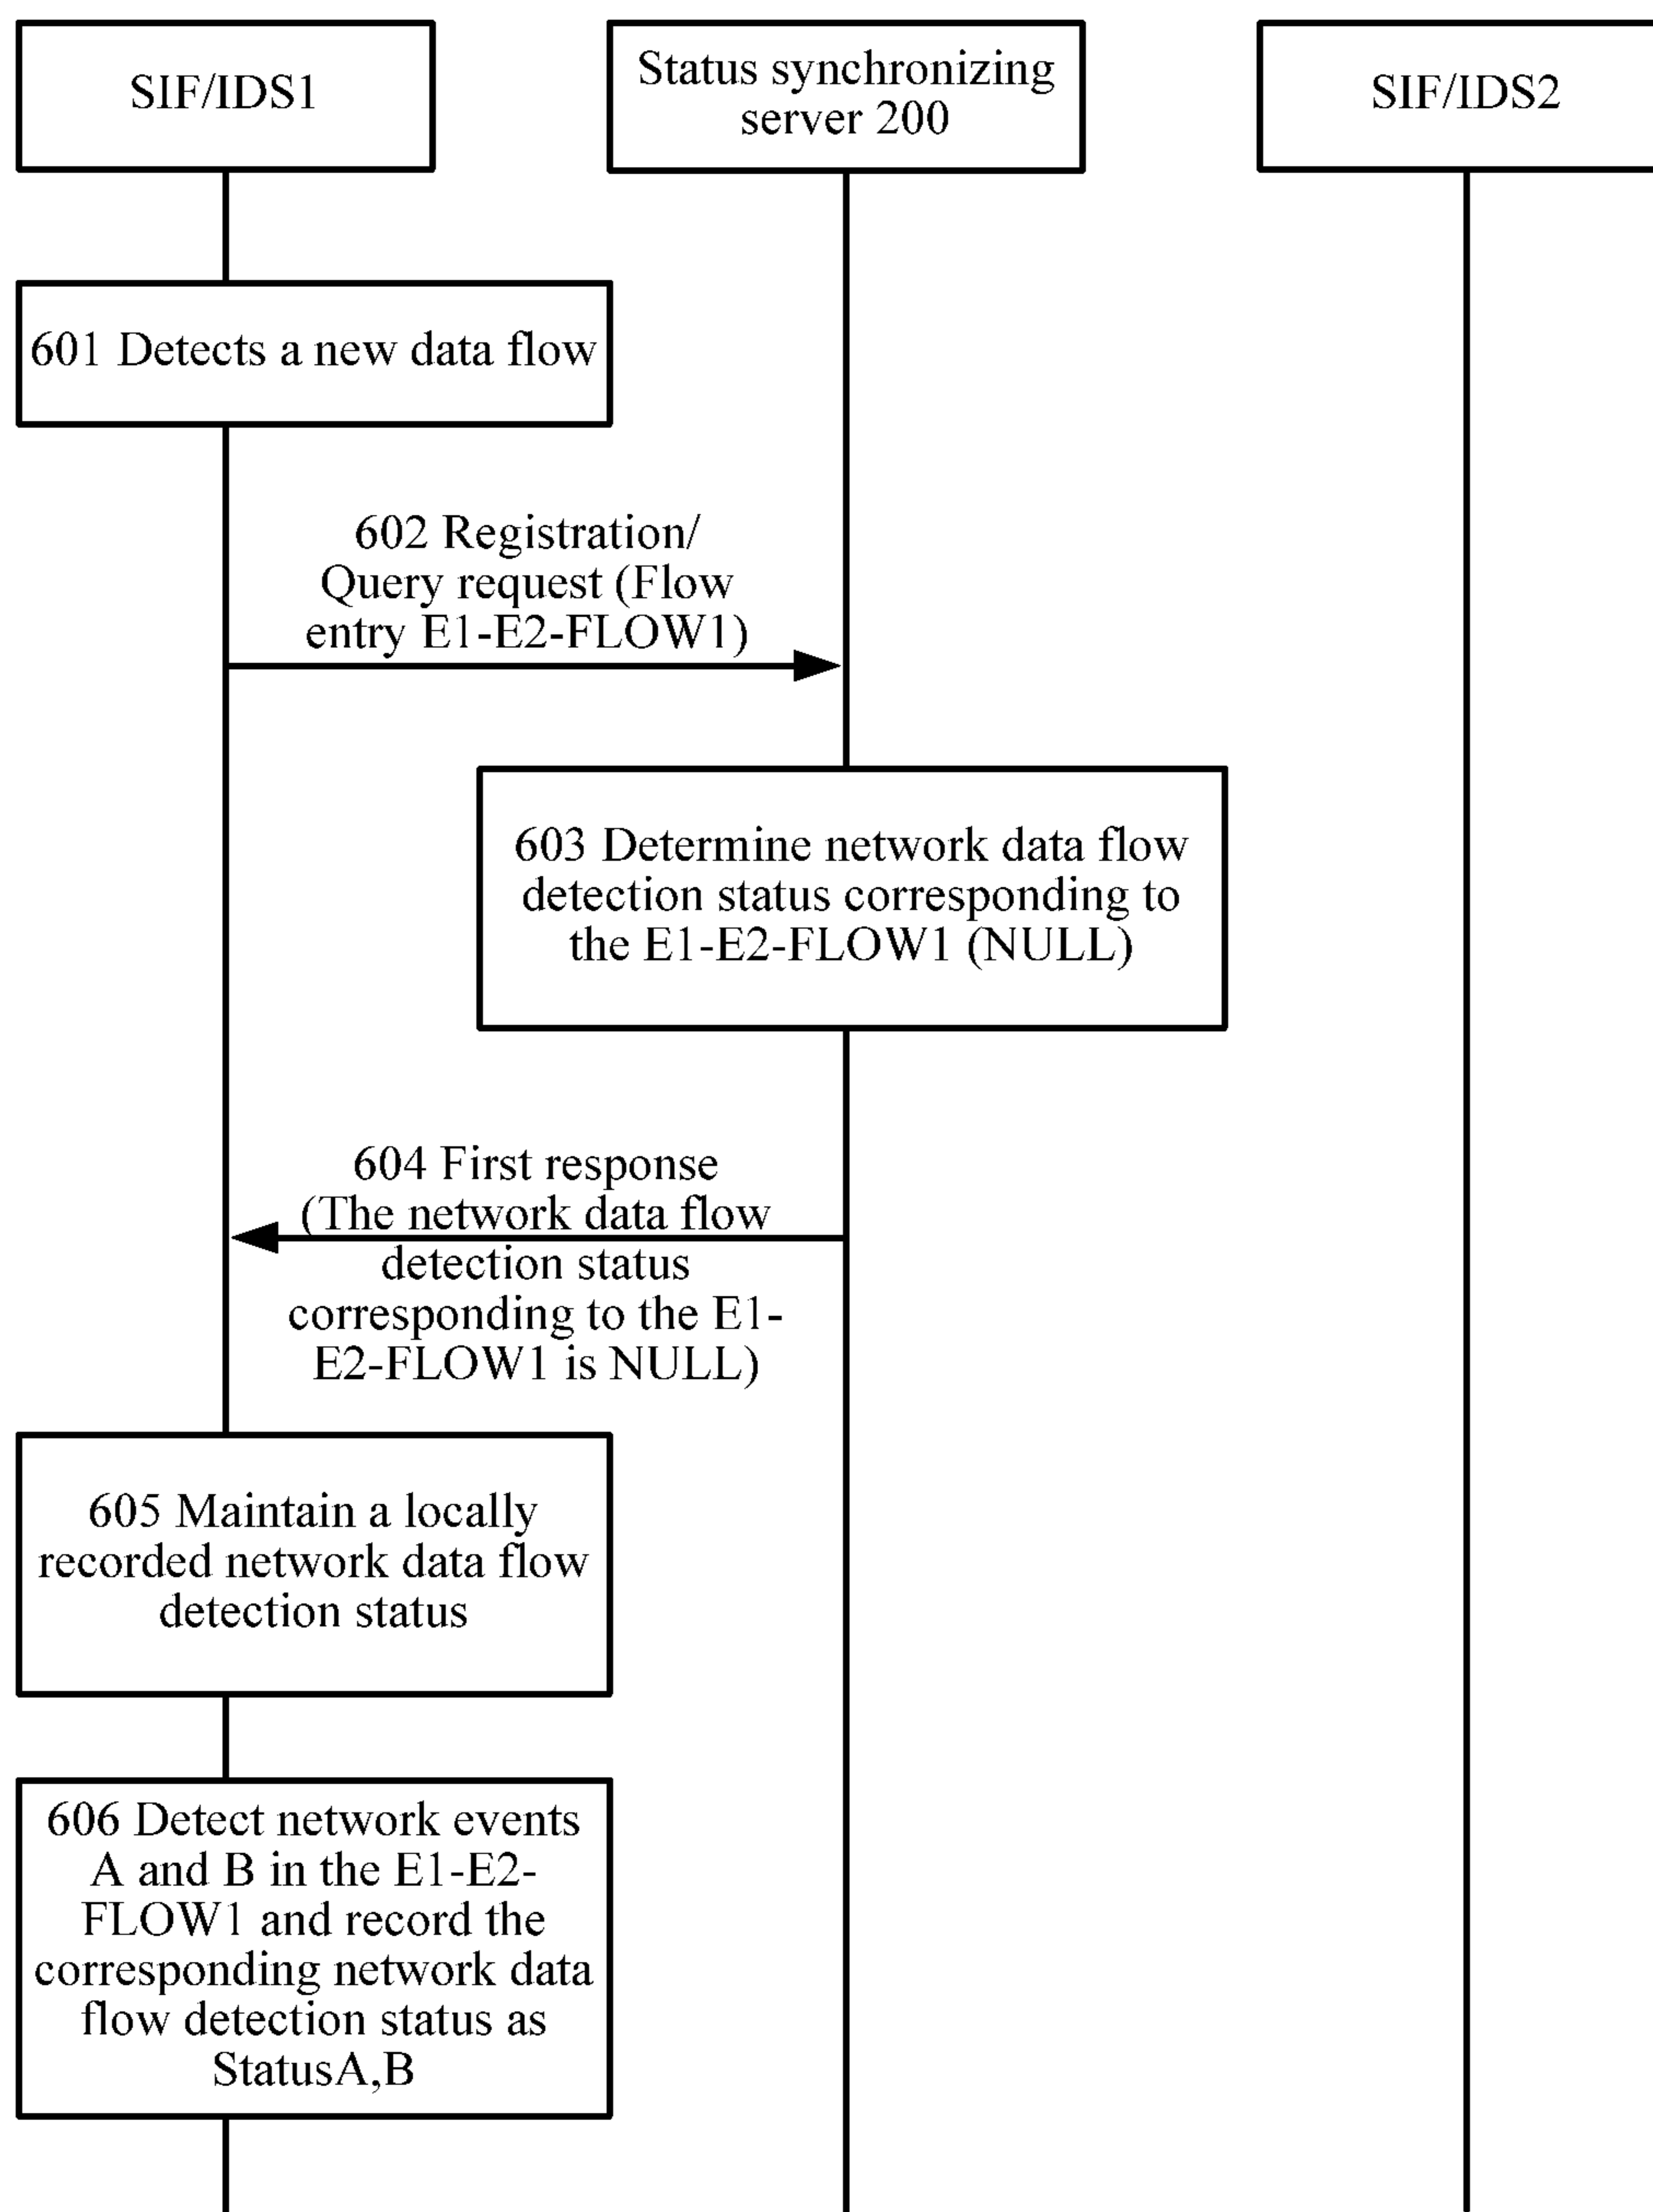 SIF/IDS1
Status synchronizing
server 200
SIF/IDS2
601 Detects a new data flow
602 Registration/
Query request (Flow
entry E1-E2-FLOW1)
603 Determine network data flow
detection status corresponding to
the E1-E2-FLOW1 (NULL)
604 First response
(The network data flow
detection status
corresponding to the E1-
E2-FLOW1 is NULL)
605 Maintain a locally
recorded network data flow
detection status
606 Detect network events
A and B in the E1-E2-
FLOW1 and record the
corresponding network data
flow detection status as
StatusA,B